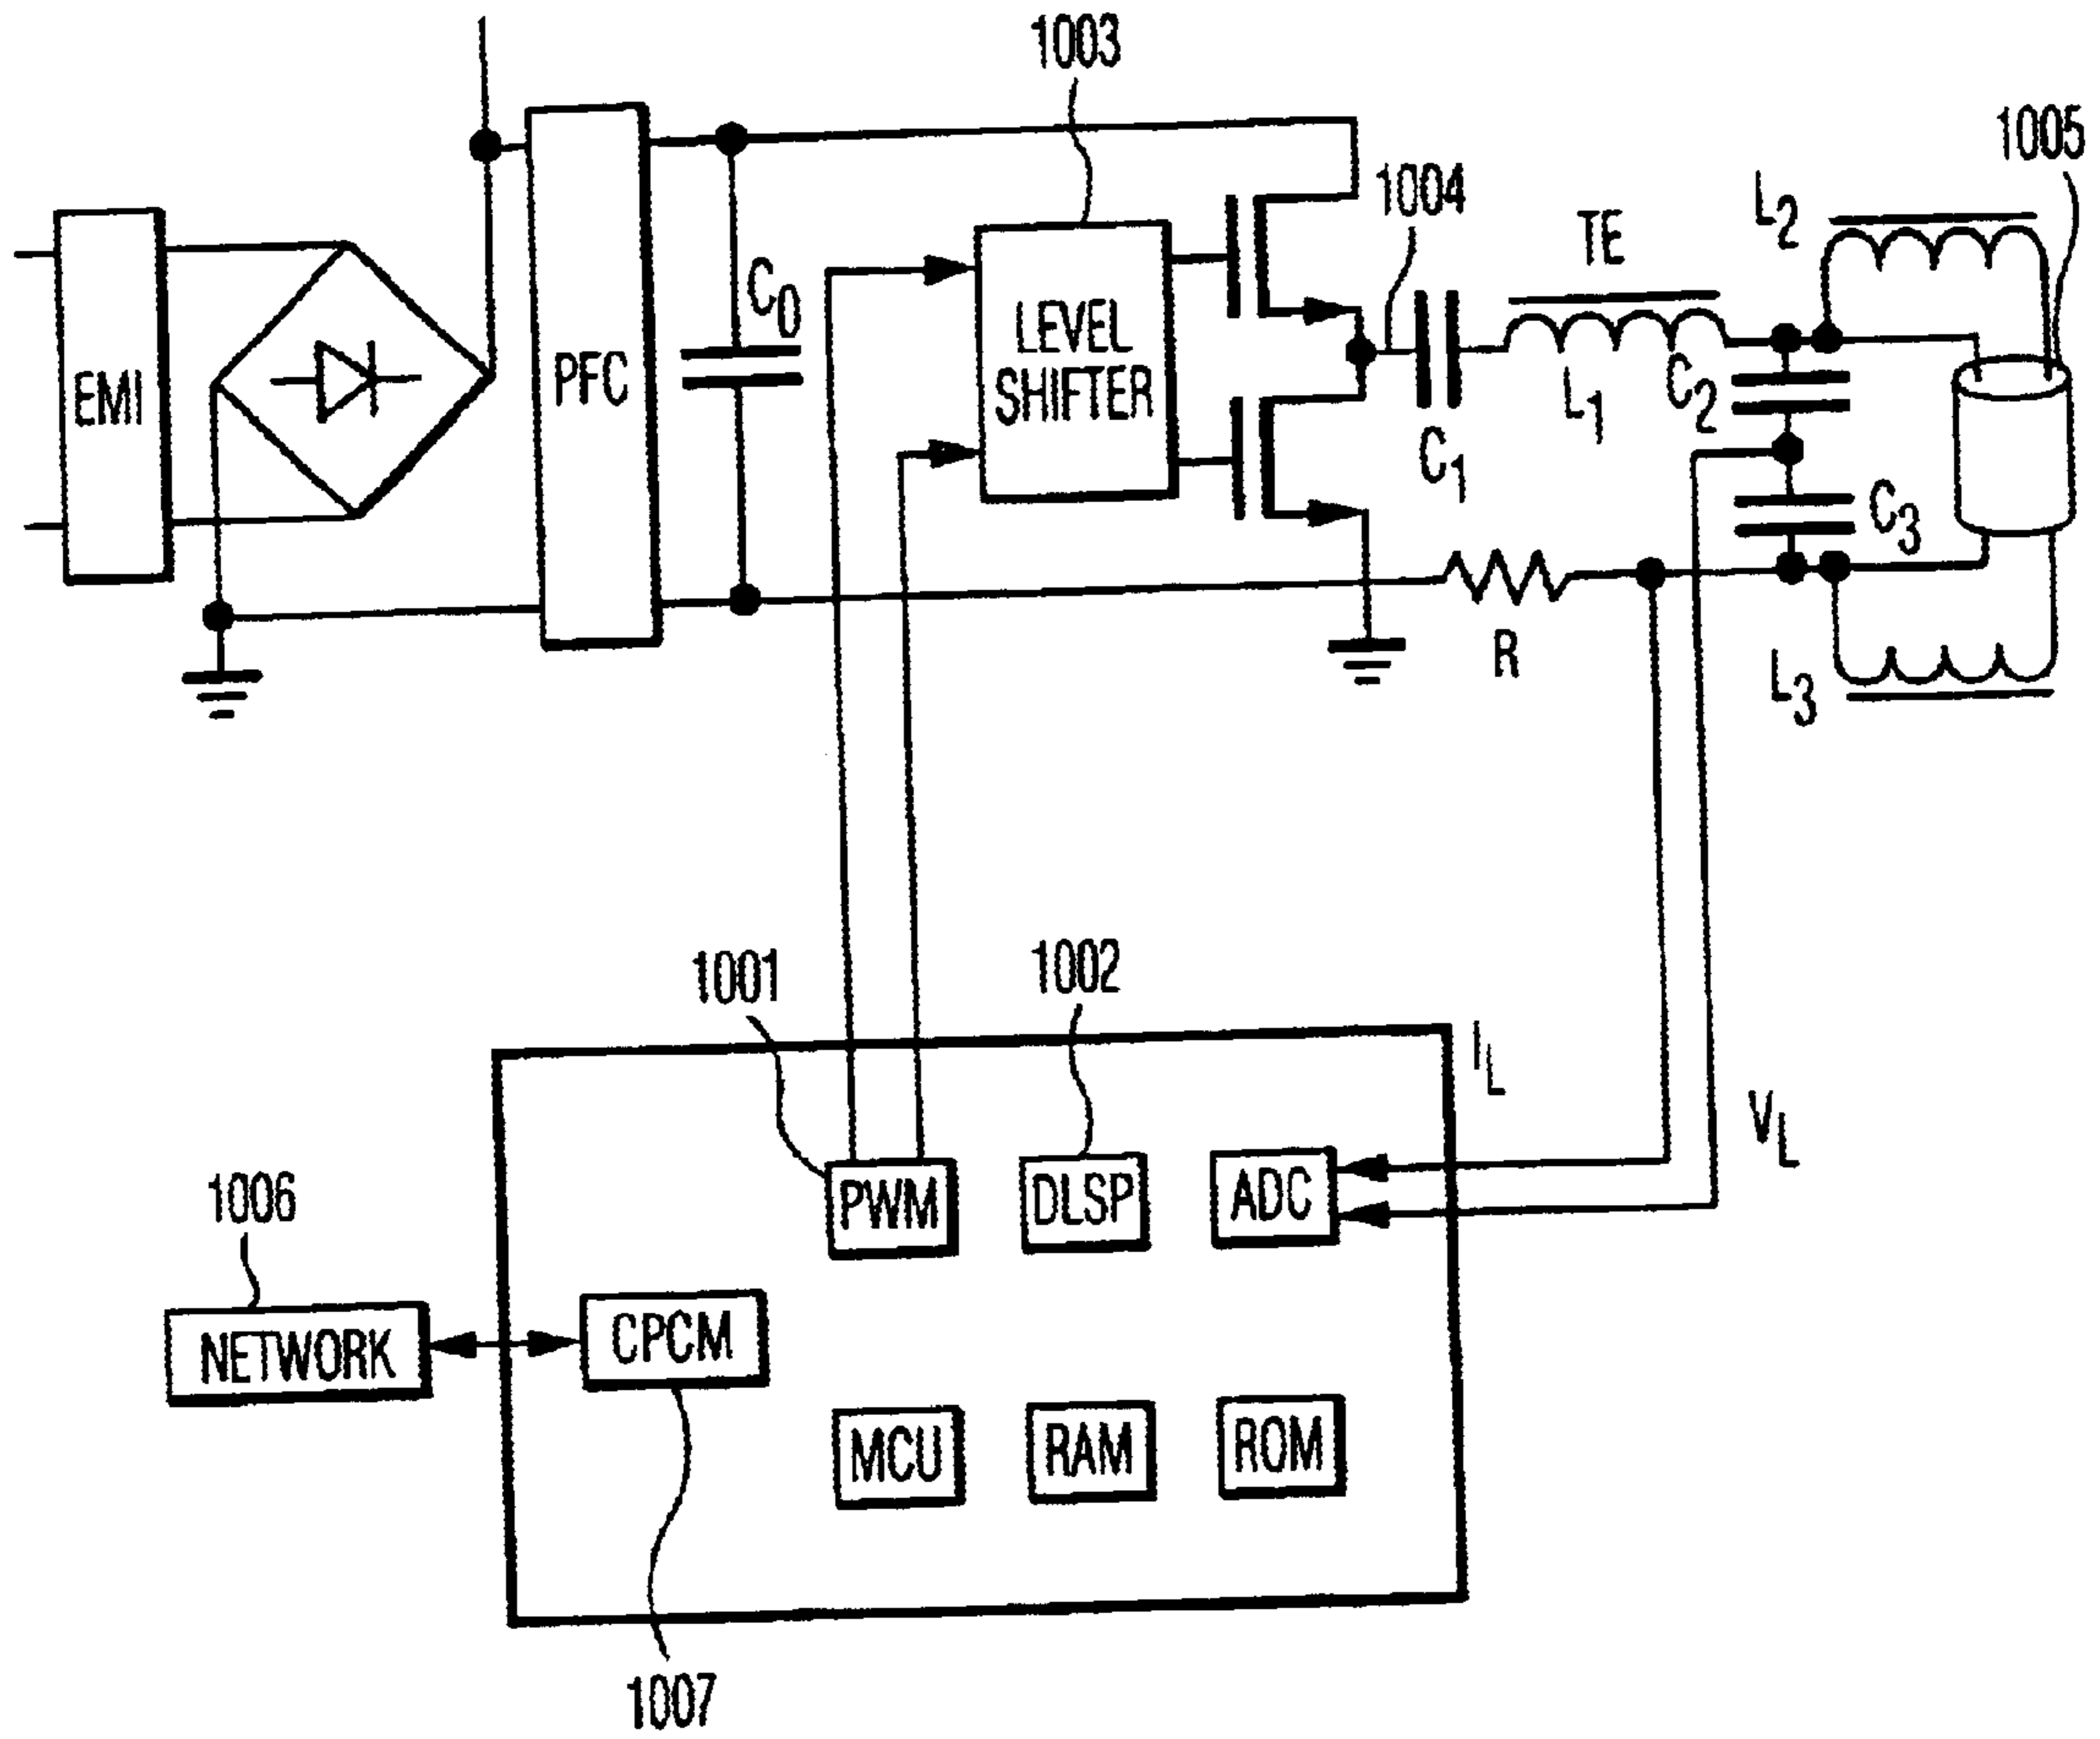 1003
1005
1004
L2
TE
C0
LEVEL
SHIFTER
EMI
PFC
L1
C2
C1
C3
R
L3
1001
1002
IL
VL
1006
PWM
DLSP
ADC
NETWORK
CPCM
MCU
RAM
ROM
1007